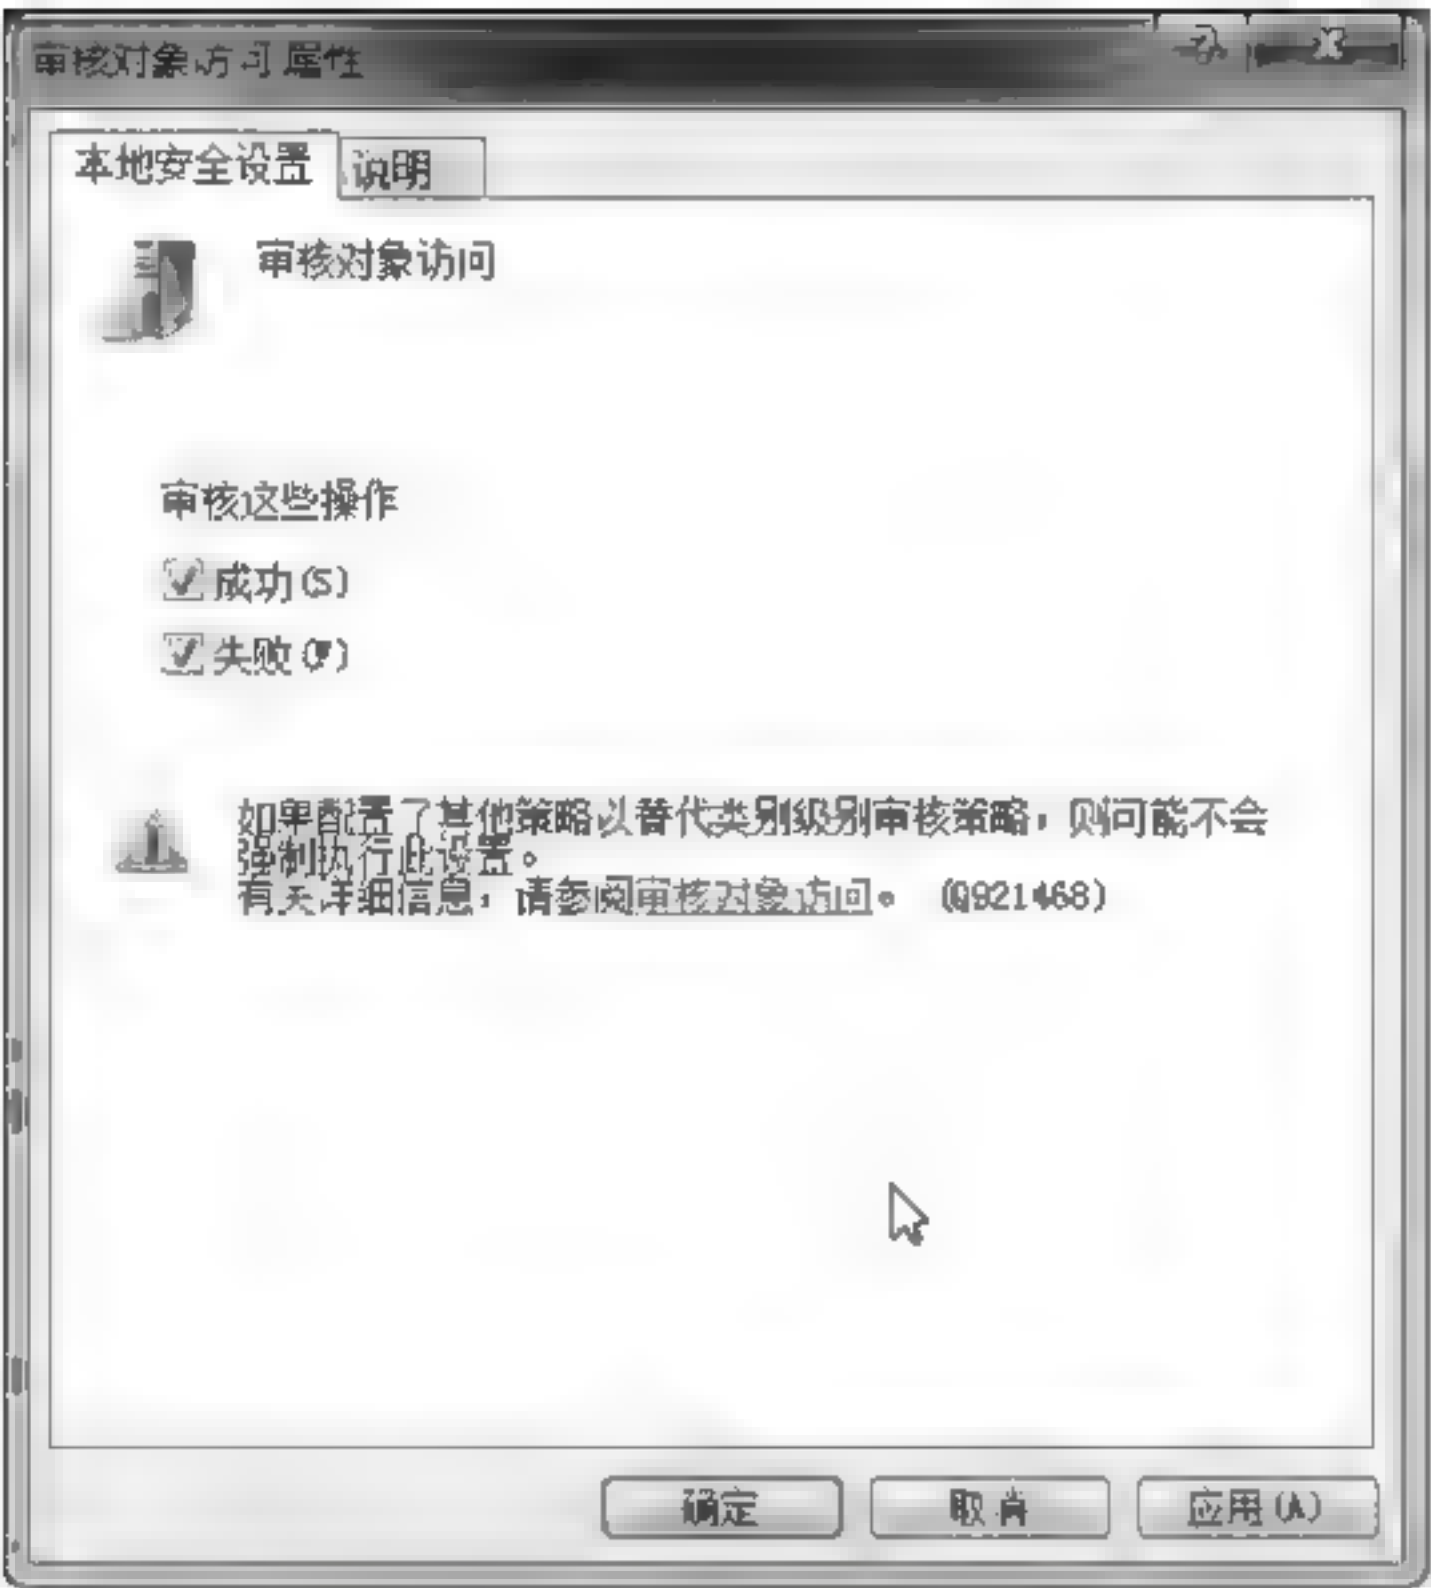 审核对象访问 属性
本地安全设置
说明
审核对象访问
审核这些操作
成功(S)
失败(F)
如果配置了其他策略以替代类别级别审核策略，则可能不会
强制执行此设置。
有关详细信息，请参阅审核对象访问。 (Q921468)
确定
取消
应用(A)